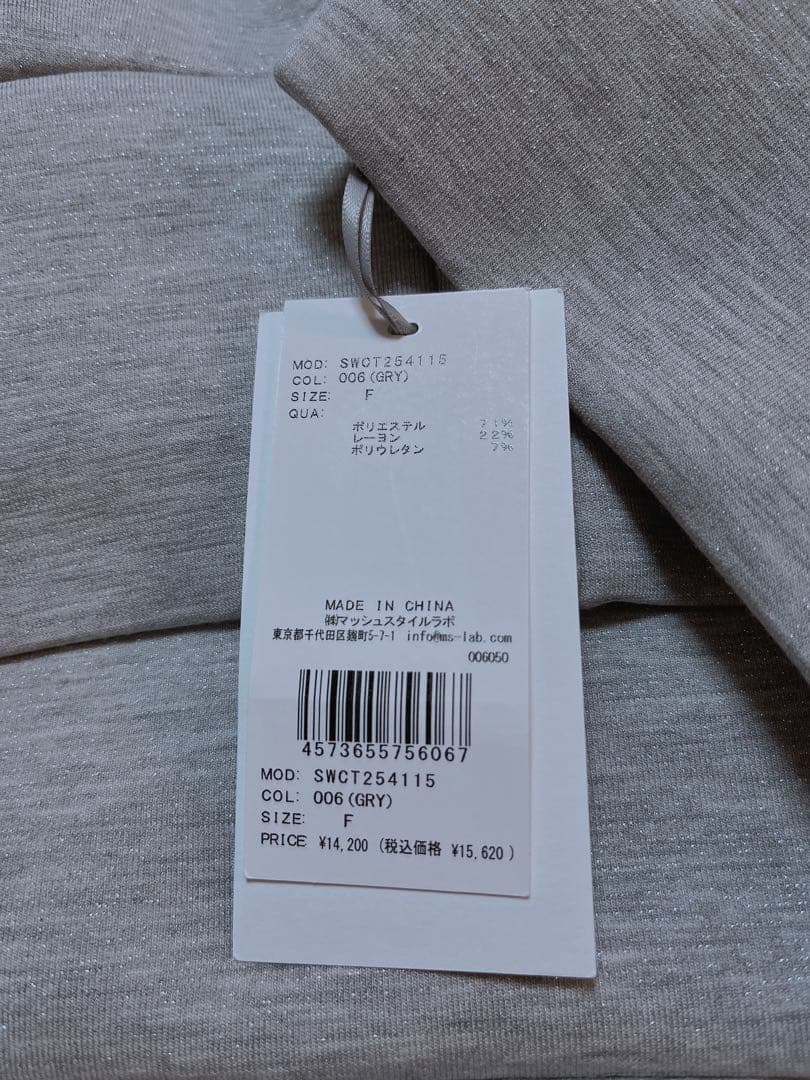 MOD: SWCT254115
COL: 006(GRY)
SIZE: F
QUA:
ポリエステル 71%
レーヨン 22%
ポリウレタン 7%
MADE IN CHINA
㈱マッシュスタイルラボ
東京都千代田区麹町5-7-1 info@ms-lab.com
006050
4573655756067
MOD: SWCT254115
COL: 006(GRY)
SIZE: F
PRICE ¥14,200 (税込価格 ¥15,620)